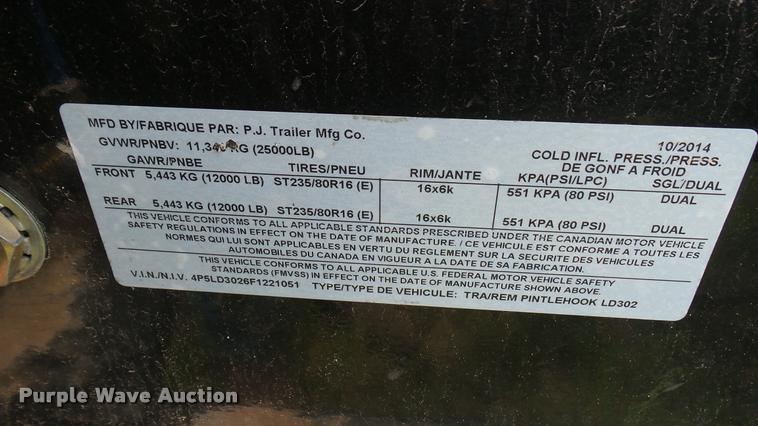 MFD BY/FABRIQUE PAR: P.J. Trailer Mfg Co. 10/2014
GVWR/PNBV: 11,340 KG (25000LB) COLD INFL. PRESS./PRESS.
GAWR/PNBE TIRES/PNEU RIM/JANTE DE GONF A FROID
KPA(PSI/LPC) SGL/DUAL
FRONT 5,443 KG (12000 LB) ST235/80R16 (E) 16x6k 551 KPA (80 PSI) DUAL
REAR 5,443 KG (12000 LB) ST235/80R16 (E) 16x6k 551 KPA (80 PSI) DUAL
THIS VEHICLE CONFORMS TO ALL APPLICABLE STANDARDS PRESCRIBED UNDER THE CANADIAN MOTOR VEHICLE
SAFETY REGULATIONS IN EFFECT ON THE DATE OF MANUFACTURE. / CE VEHICULE EST CONFORME A TOUTES LES
NORMES QUI LUI SONT APPLICABLES EN VERTU DU REGLEMENT SUR LA SECURITE DES VEHICULES
AUTOMOBILES DU CANADA EN VIGUEUR A LA DATE DE SA FABRICATION.
THIS VEHICLE CONFORMS TO ALL APPLICABLE U.S. FEDERAL MOTOR VEHICLE SAFETY
STANDARDS (FMVSS) IN EFFECT ON THE DATE OF MANUFACTURE SHOWN ABOVE.
V.I.N./N.I.V. 4P5LD3026F1221051 TYPE/TYPE DE VEHICULE: TRAIREM PINTLEHOOK LD302
Purple Wave Auction